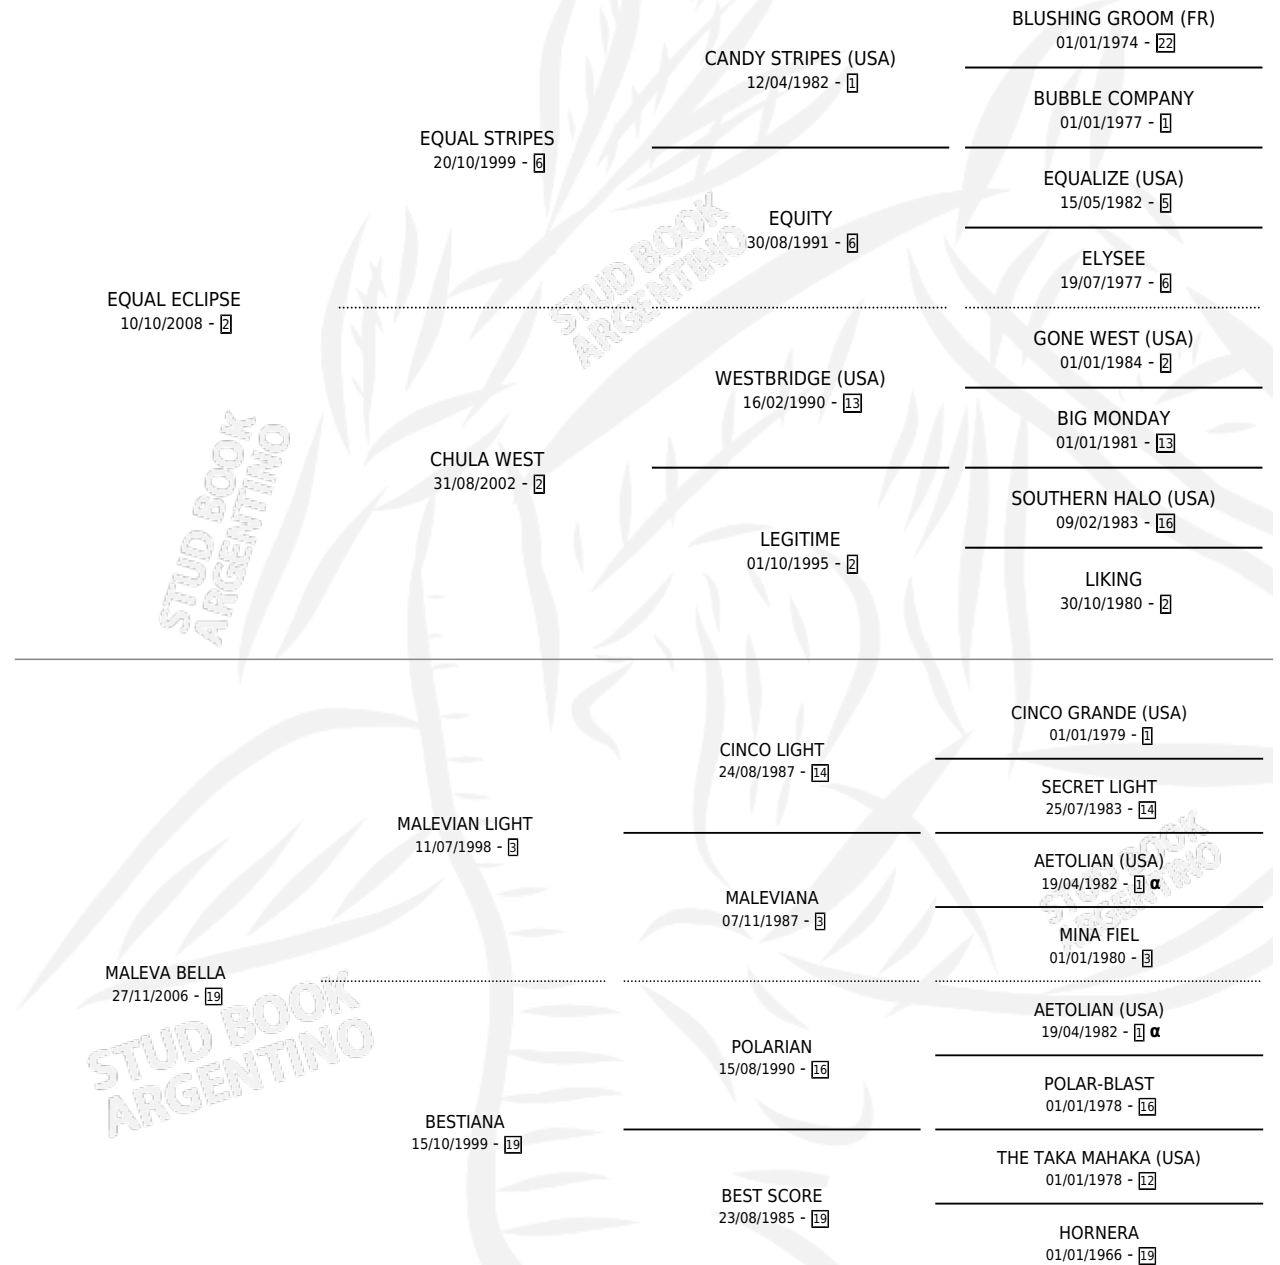 BLUSHING GROOM (FR)
01/01/1974 - 22
CANDY STRIPES (USA)
12/04/1982 - 1
BUBBLE COMPANY
01/01/1977 - 1
EQUAL STRIPES
20/10/1999 - 6
EQUALIZE (USA)
15/05/1982 - 5
EQUITY
30/08/1991 - 6
ELYSEE
19/07/1977 - 6
EQUAL ECLIPSE
10/10/2008 - 2
GONE WEST (USA)
01/01/1984 - 2
WESTBRIDGE (USA)
16/02/1990 - 13
BIG MONDAY
01/01/1981 - 13
CHULA WEST
31/08/2002 - 2
SOUTHERN HALO (USA)
09/02/1983 - 16
LEGITIME
01/10/1995 - 2
LIKING
30/10/1980 - 2
CINCO GRANDE (USA)
01/01/1979 - 1
CINCO LIGHT
24/08/1987 - 14
SECRET LIGHT
25/07/1983 - 14
MALEVIAN LIGHT
11/07/1998 - 3
AETOLIAN (USA)
19/04/1982 - 1 α
MALEVIANA
07/11/1987 - 3
MINA FIEL
01/01/1980 - 3
MALEVA BELLA
27/11/2006 - 19
AETOLIAN (USA)
19/04/1982 - 1 α
POLARIAN
15/08/1990 - 16
POLAR-BLAST
01/01/1978 - 16
BESTIANA
15/10/1999 - 19
THE TAKA MAHAKA (USA)
01/01/1978 - 12
BEST SCORE
23/08/1985 - 19
HORNERA
01/01/1966 - 19
STUD BOOK
ARGENTINO
STUD BOOK
ARGENTINO
STUD BOOK
ARGENTINO
STUD BOOK
ARGENTINO